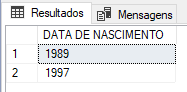 Resultados Mensagens
DATA DE NASCIMENTO
1 1989
2 1997